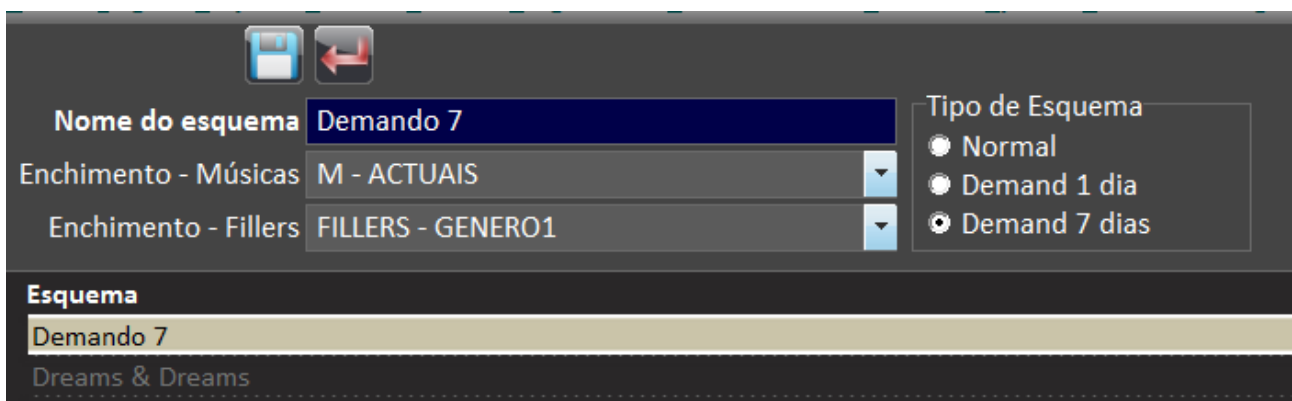 Nome do esquema Demando 7
Enchimento - Músicas M - ACTUAIS
Enchimento - Fillers FILLERS - GENERO1
Tipo de Esquema
Normal
Demand 1 dia
Demand 7 dias
Esquema
Demando 7
Dreams & Dreams